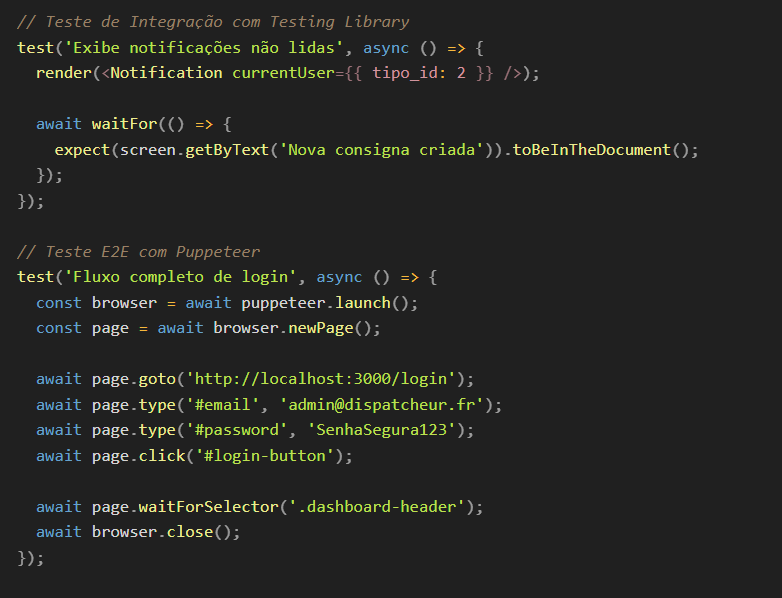 // Teste de Integração com Testing Library
test('Exibe notificações não lidas', async () => {
  render(<Notification currentUser={{ tipo_id: 2 }} />);

  await waitFor(() => {
    expect(screen.getByText('Nova consigna criada')).toBeInTheDocument();
  });
});

// Teste E2E com Puppeteer
test('Fluxo completo de login', async () => {
  const browser = await puppeteer.launch();
  const page = await browser.newPage();

  await page.goto('http://localhost:3000/login');
  await page.type('#email', 'admin@dispatcheur.fr');
  await page.type('#password', 'SenhaSegura123');
  await page.click('#login-button');

  await page.waitForSelector('.dashboard-header');
  await browser.close();
});